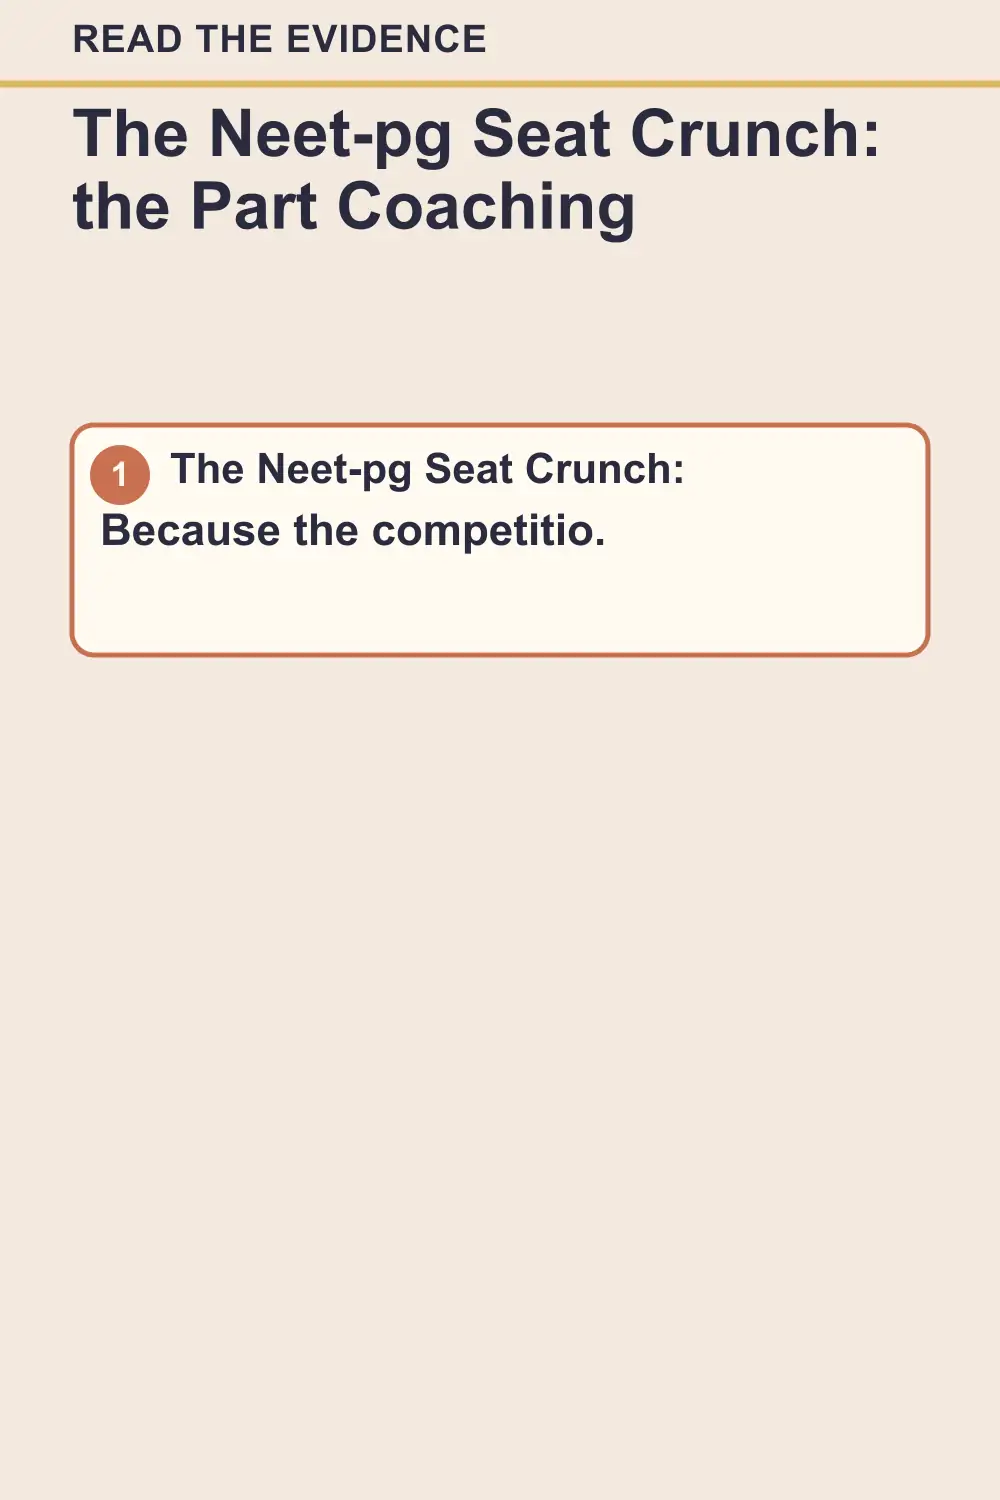 READ THE EVIDENCE
The Neet-pg Seat Crunch:
the Part Coaching
1 The Neet-pg Seat Crunch:
Because the competitio.